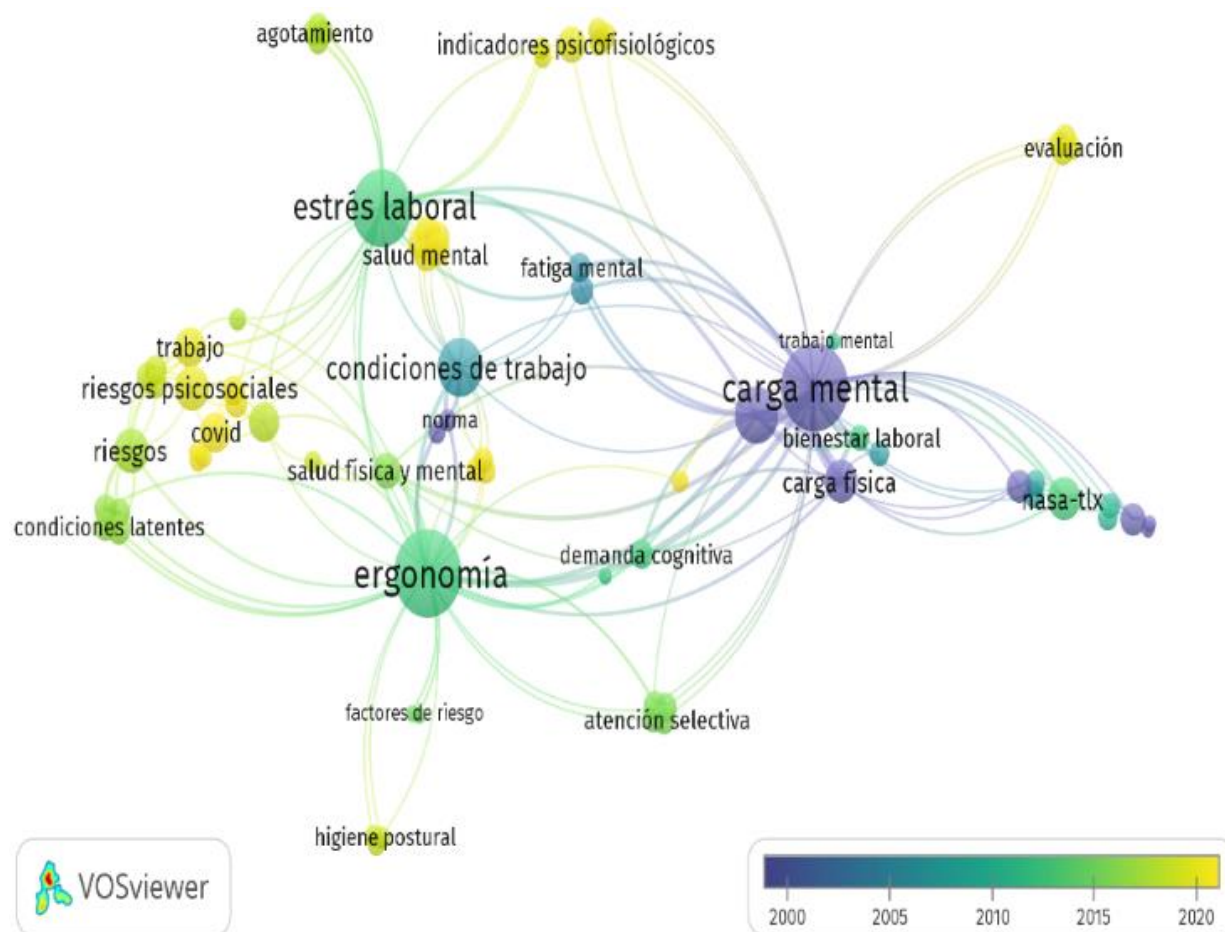 agotamiento
indicadores psicofisiológicos
evaluación
estrés laboral
salud mental
fatiga mental
trabajo mental
trabajo
condiciones de trabajo
riesgos psicosociales
carga mental
norma
covid
bienestar laboral
riesgos
salud física y mental
carga física
nasa-tlx
condiciones latentes
demanda cognitiva
ergonomía
factores de riesgo
atención selectiva
higiene postural
VOSviewer
2000 2005 2010 2015 2020